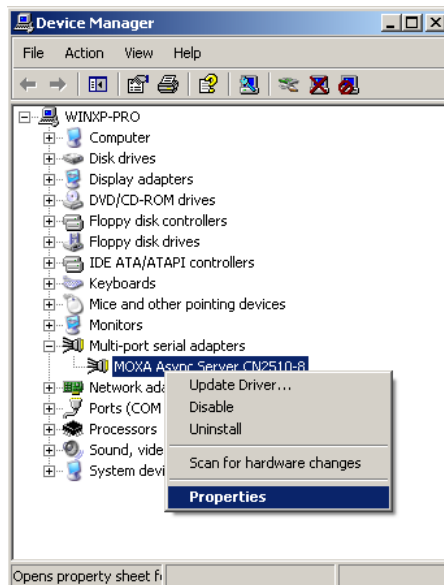 Device Manager
File Action View Help
WINXP-PRO
Computer
Disk drives
Display adapters
DVD/CD-ROM drives
Floppy disk controllers
Floppy disk drives
IDE ATA/ATAPI controllers
Keyboards
Mice and other pointing devices
Monitors
Multi-port serial adapters
MOXA Async Server CN2510-8
Network ada
Update Driver...
Ports (COM
Disable
Processors
Uninstall
Sound, vide
Scan for hardware changes
System devi
Properties
Opens property sheet f